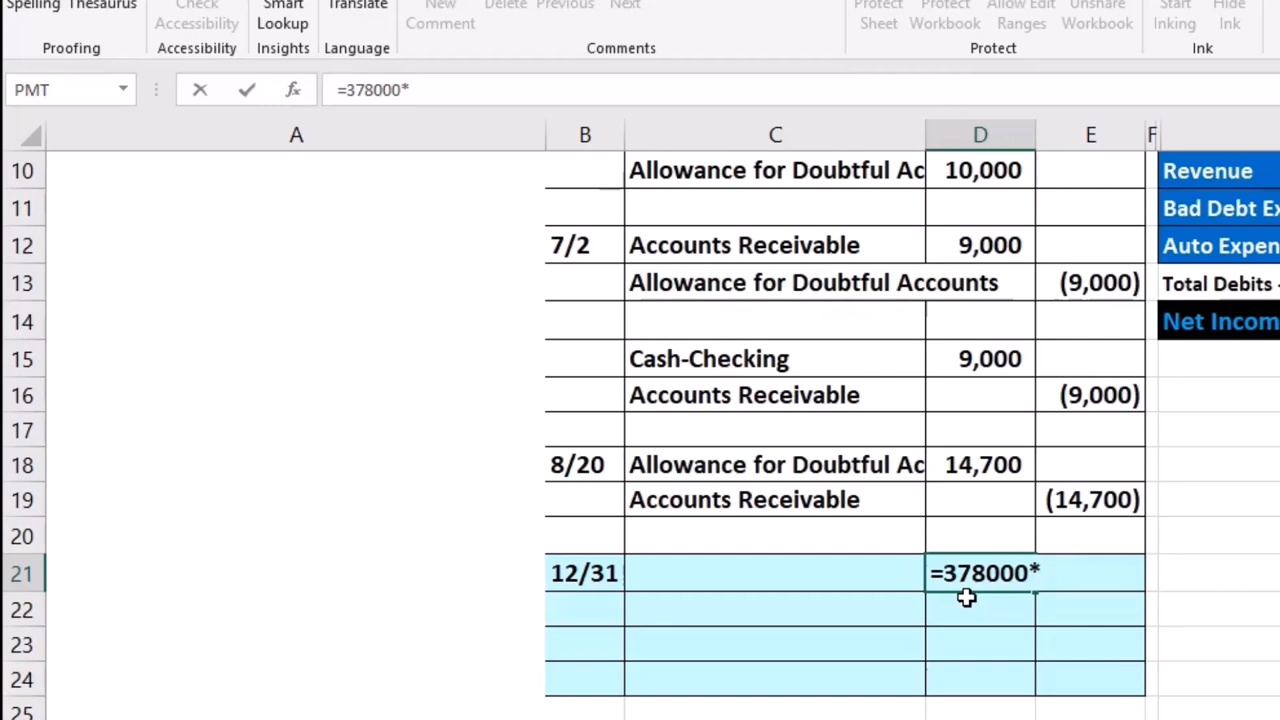 Spelling Thesaurus
Check Accessibility
Smart Lookup
Translate
New Comment
Delete Previous Next
Protect Sheet
Protect Workbook
Allow Edit Ranges
Unshare Workbook
Start Inking
Hide Ink
Proofing Accessibility Insights Language Comments Protect Ink
PMT =378000*
A B C D E F
10 Allowance for Doubtful Ac 10,000 Revenue
11 Bad Debt Ex
12 7/2 Accounts Receivable 9,000 Auto Expen
13 Allowance for Doubtful Accounts (9,000) Total Debits -
14 Net Incom
15 Cash-Checking 9,000
16 Accounts Receivable (9,000)
17
18 8/20 Allowance for Doubtful Ac 14,700
19 Accounts Receivable (14,700)
20
21 12/31 =378000*
22
23
24
25